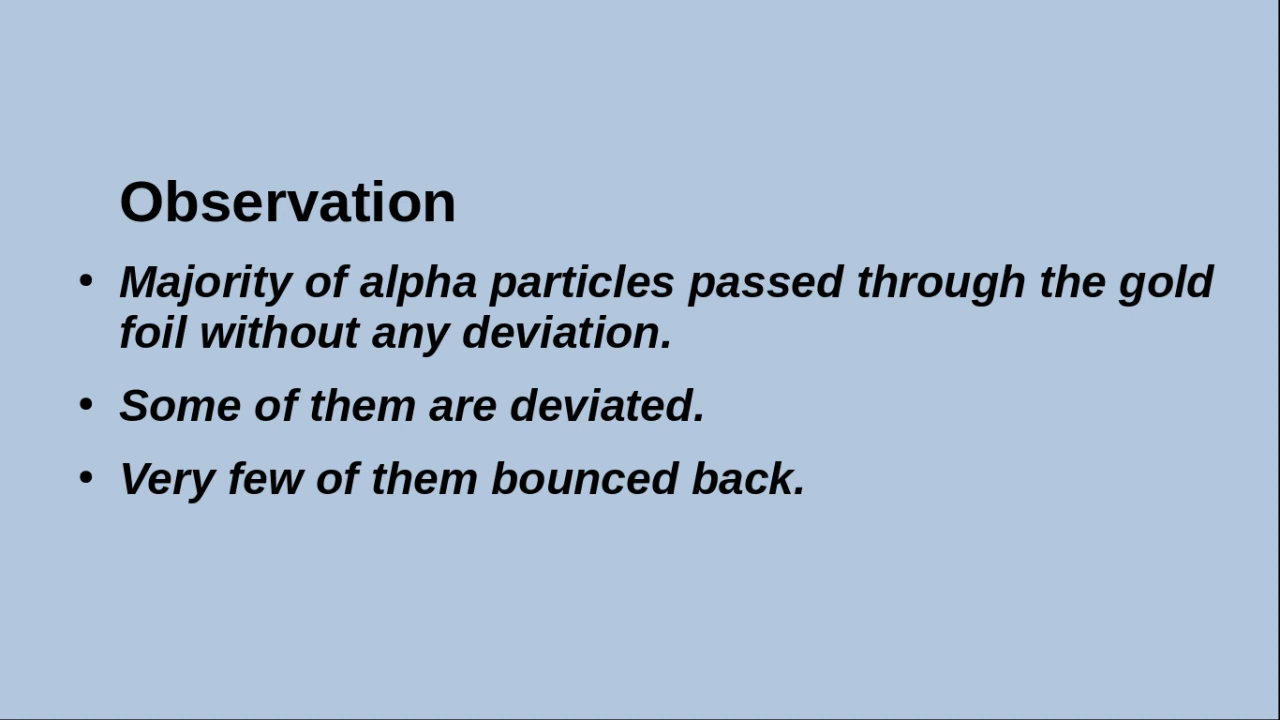 Observation
• Majority of alpha particles passed through the gold
foil without any deviation.
• Some of them are deviated.
• Very few of them bounced back.